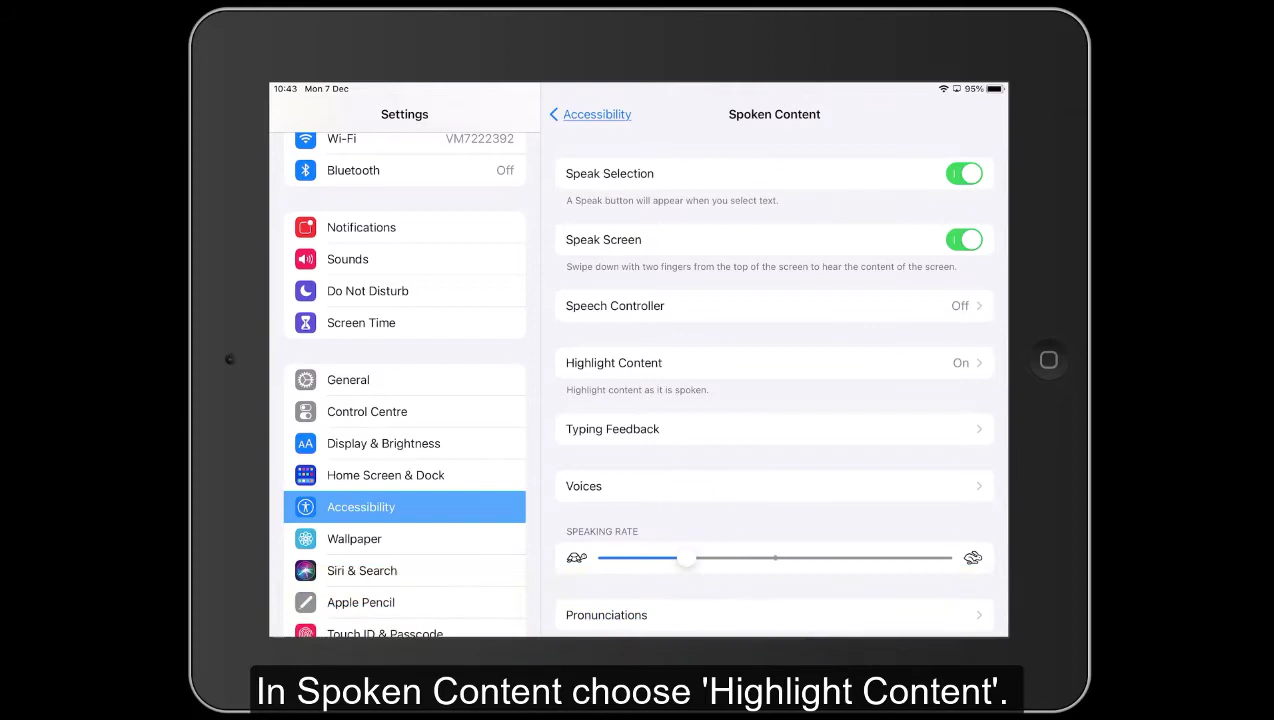 10:43 Mon 7 Dec
95%
Settings
Accessibility
Spoken Content
Wi-Fi
VM7222392
Bluetooth
Off
Notifications
Sounds
Do Not Disturb
Screen Time
General
Control Centre
AA
Display & Brightness
Home Screen & Dock
Accessibility
Wallpaper
Siri & Search
Apple Pencil
Touch ID & Passcode
Speak Selection
A Speak button will appear when you select text.
Speak Screen
Swipe down with two fingers from the top of the screen to hear the content of the screen.
Speech Controller
Off
Highlight Content
On
Highlight content as it is spoken.
Typing Feedback
Voices
SPEAKING RATE
Pronunciations
In Spoken Content choose 'Highlight Content'.